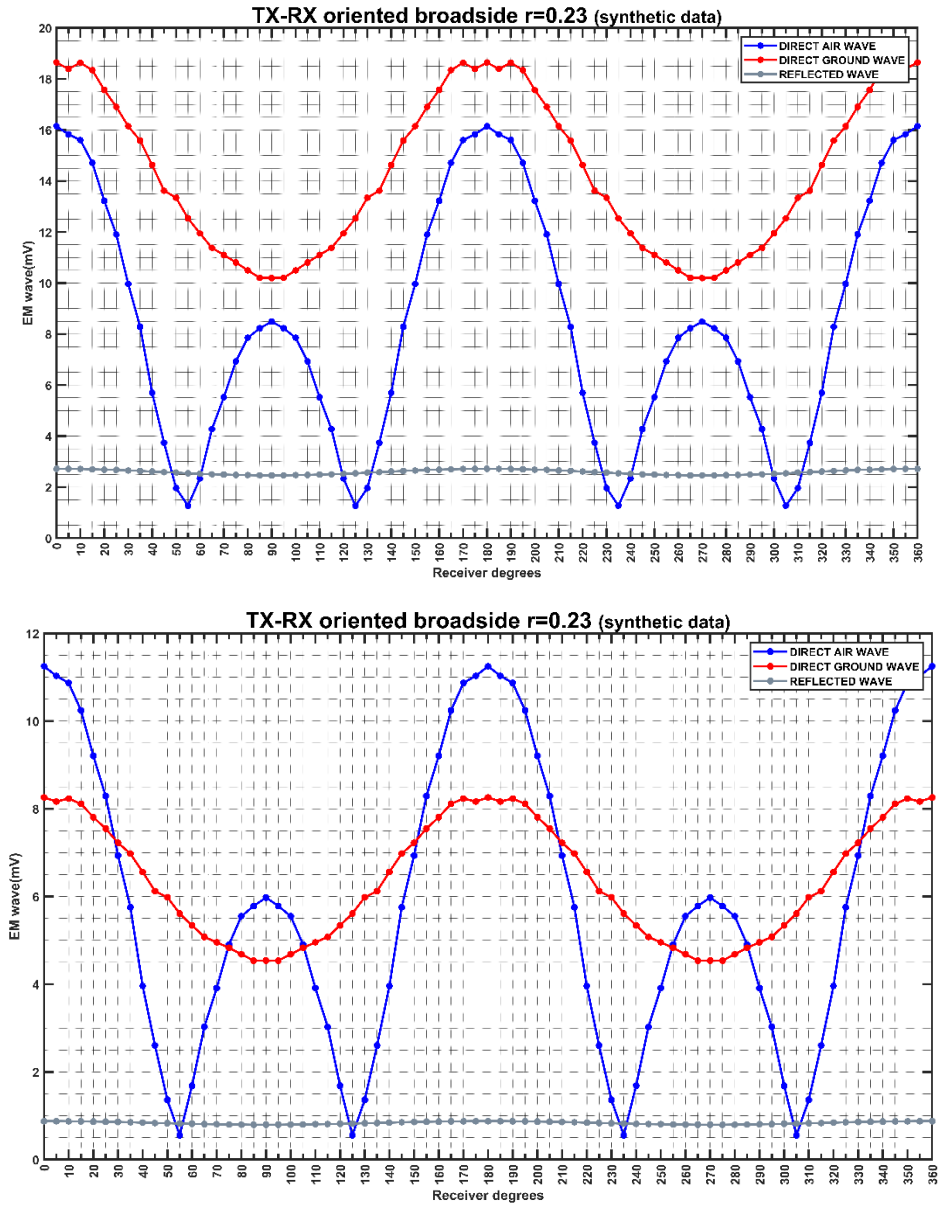 TX-RX oriented broadside r=0.23 (synthetic data)
20
18
16
14
12
10
8
6
4
2
0
EM wave(mV)
DIRECT AIR WAVE
DIRECT GROUND WAVE
REFLECTED WAVE
0 10 20 30 40 50 60 70 80 90 100 110 120 130 140 150 160 170 180 190 200 210 220 230 240 250 260 270 280 290 300 310 320 330 340 350 360
Receiver degrees
TX-RX oriented broadside r=0.23 (synthetic data)
12
10
8
6
4
2
0
EM wave(mV)
DIRECT AIR WAVE
DIRECT GROUND WAVE
REFLECTED WAVE
0 10 20 30 40 50 60 70 80 90 100 110 120 130 140 150 160 170 180 190 200 210 220 230 240 250 260 270 280 290 300 310 320 330 340 350 360
Receiver degrees